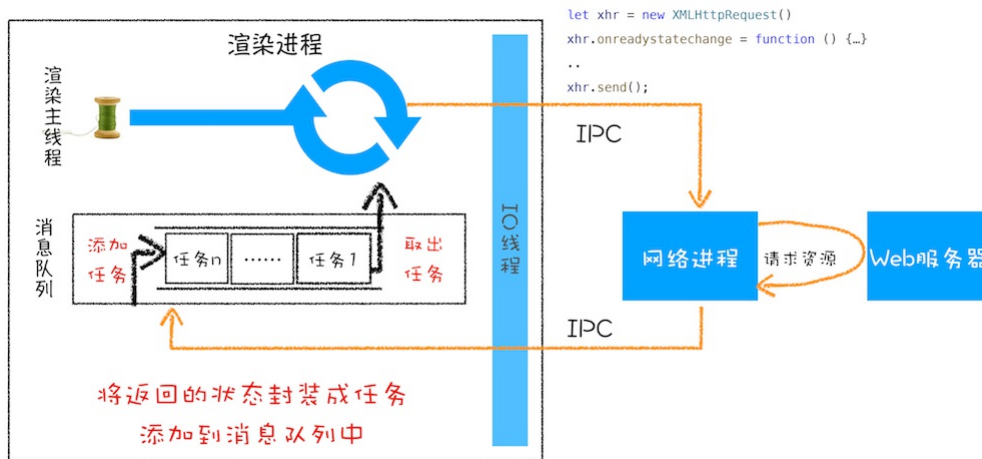 let xhr = new XMLHttpRequest()
xhr.onreadystatechange = function () {…}
..
xhr.send();
渲染进程
渲染主线程
IPC
IO线程
消息队列
添加
任务
任务n
……
任务1
取出
任务
网络进程
请求资源
Web服务器
IPC
将返回的状态封装成任务
添加到消息队列中